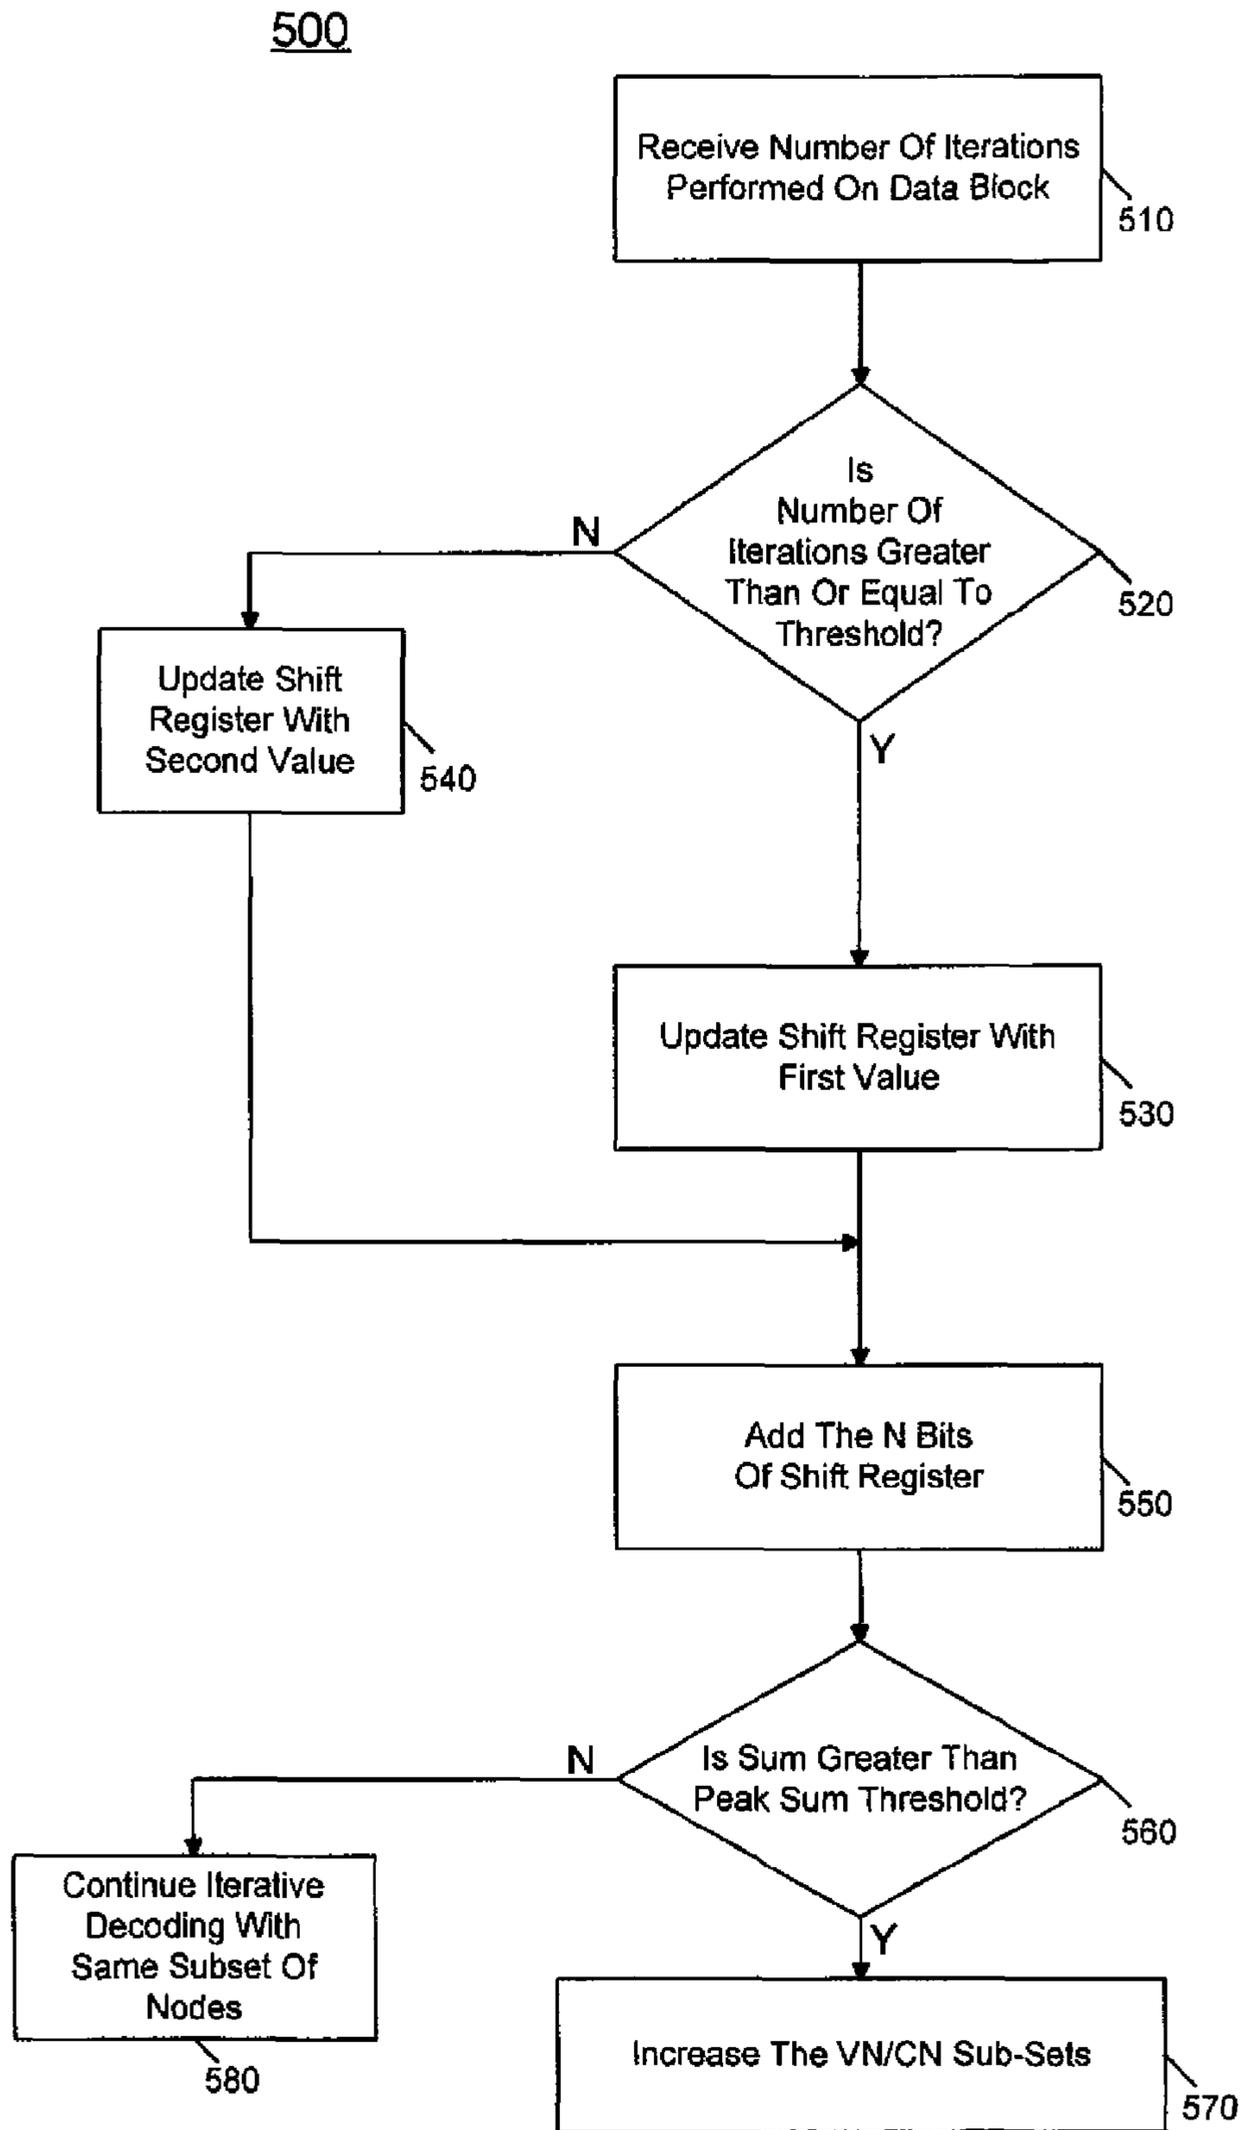 500
Receive Number Of Iterations
Performed On Data Block
510
Is
Number Of
Iterations Greater
Than Or Equal To
Threshold?
520
N
Y
Update Shift
Register With
Second Value
540
Update Shift Register With
First Value
530
Add The N Bits
Of Shift Register
550
Is Sum Greater Than
Peak Sum Threshold?
560
N
Y
Continue Iterative
Decoding With
Same Subset Of
Nodes
580
Increase The VN/CN Sub-Sets
570